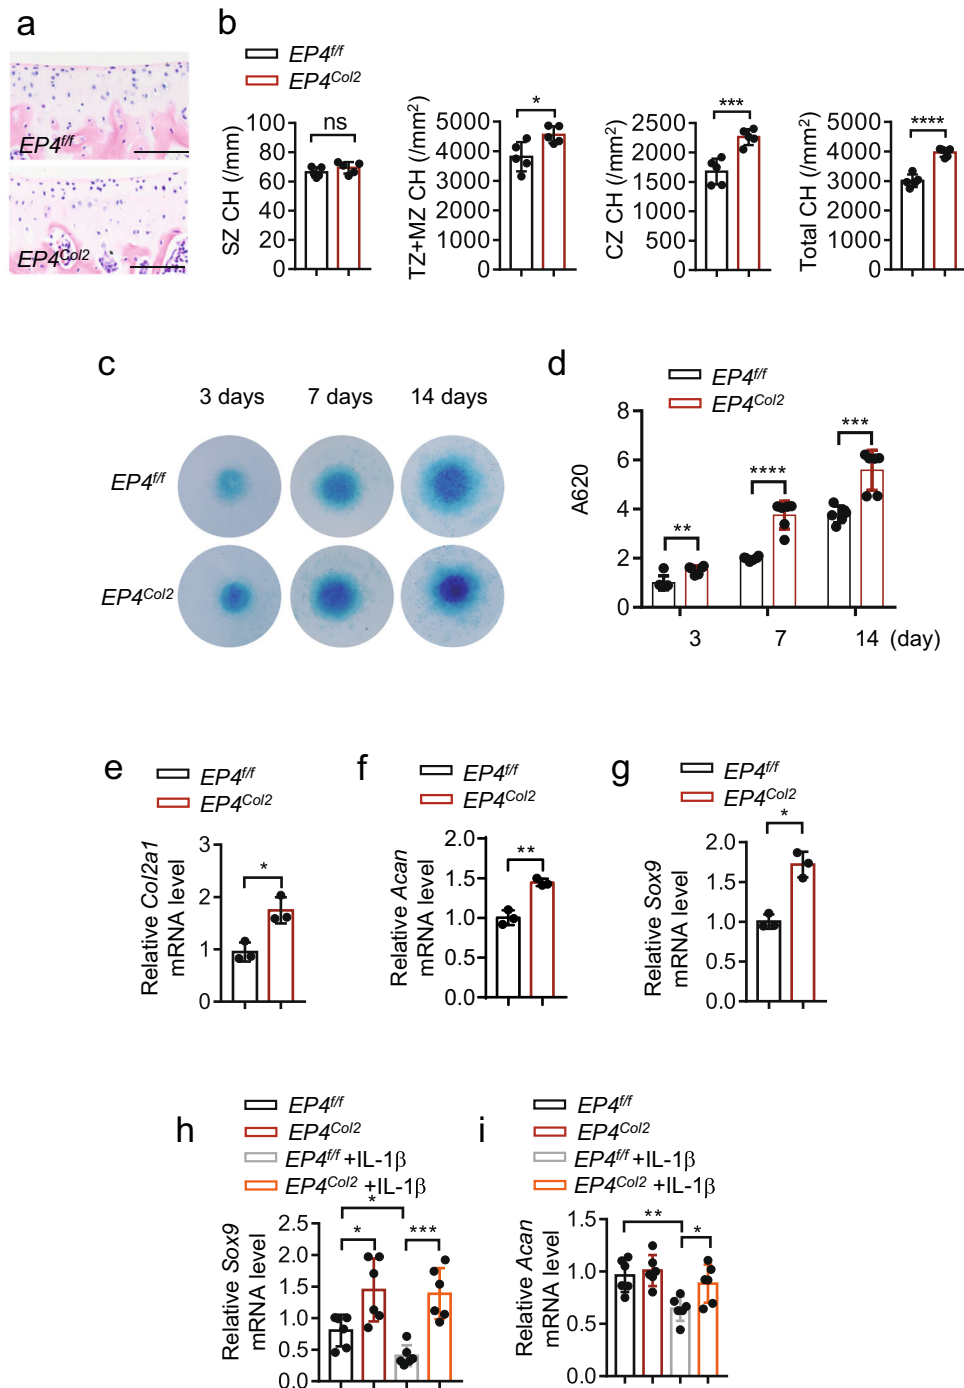 a
EP4f/f
EP4Col2
b
EP4f/f
EP4Col2
SZ CH (/mm)
100
80
60
40
20
0
ns
TZ+MZ CH (/mm2)
5000
4000
3000
2000
1000
0
*
CZ CH (/mm2)
2500
2000
1500
1000
500
0
***
Total CH (/mm2)
5000
4000
3000
2000
1000
0
****
c
3 days 7 days 14 days
EP4f/f
EP4Col2
d
EP4f/f
EP4Col2
A620
8
6
4
2
0
**
****
***
3 7 14 (day)
e
EP4f/f
EP4Col2
Relative Col2a1
mRNA level
3
2
1
0
*
f
EP4f/f
EP4Col2
Relative Acan
mRNA level
2.0
1.5
1.0
0.5
0.0
**
g
EP4f/f
EP4Col2
Relative Sox9
mRNA level
2.0
1.5
1.0
0.5
0.0
*
h
EP4f/f
EP4Col2
EP4f/f +IL-1β
EP4Col2 +IL-1β
Relative Sox9
mRNA level
2.5
2.0
1.5
1.0
0.5
0.0
*
*
***
i
EP4f/f
EP4Col2
EP4f/f +IL-1β
EP4Col2 +IL-1β
Relative Acan
mRNA level
1.5
1.0
0.5
0.0
**
*